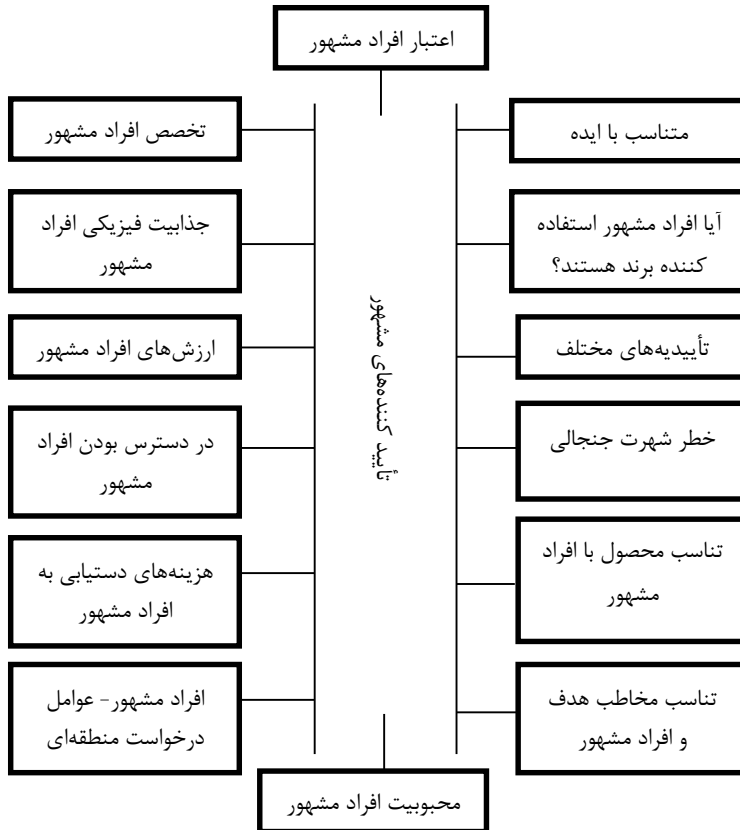 اعتبار افراد مشهور
متناسب با ایده
آیا افراد مشهور استفاده
کننده برند هستند؟
تأییدیه‌های مختلف
خطر شهرت جنجالی
تناسب محصول با افراد
مشهور
تناسب مخاطب هدف
و افراد مشهور
تأیید کننده‌های مشهور
تخصص افراد مشهور
جذابیت فیزیکی افراد
مشهور
ارزش‌های افراد مشهور
در دسترس بودن افراد
مشهور
هزینه‌های دستیابی به
افراد مشهور
افراد مشهور- عوامل
درخواست منطقه‌ای
محبوبیت افراد مشهور